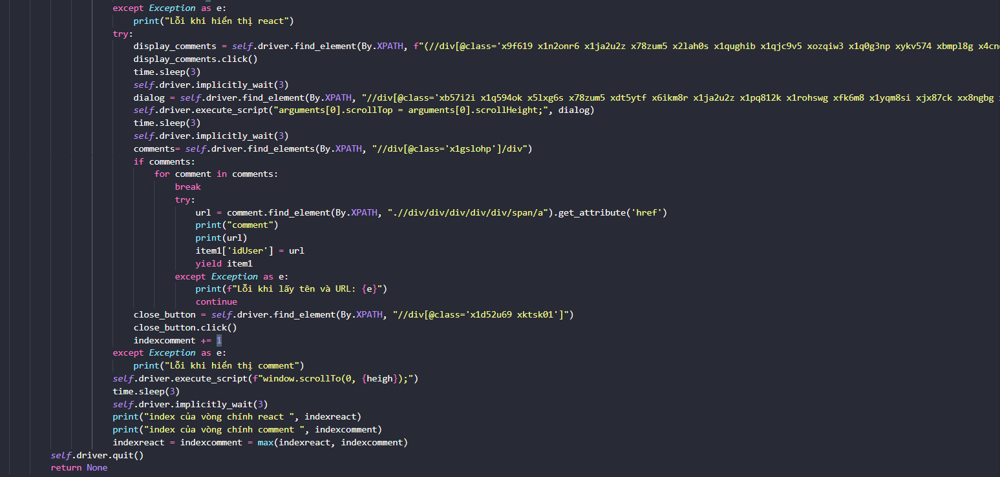 except Exception as e:
print("Lỗi khi hiển thị react")
try:
display_comments = self.driver.find_element(By.XPATH, f"(//div[@class='x9f619 x1n2onr6 x1ja2u2z x78zum5 x2lah0s x1qughib x1qjc9v5 xozqiw3 x1q0g3np xykv574 xbmpl8g
display_comments.click()
time.sleep(3)
self.driver.implicitly_wait(3)
dialog = self.driver.find_element(By.XPATH, "//div[@class='xb57i2i x1q594ok x5lxg6s x78zum5 xdt5ytf x6ikm8r x1ja2u2z x1pq812k x1rohswg xfk6m8 x1yqm8si xjx87ck xx8ngbg
self.driver.execute_script("arguments[0].scrollTop = arguments[0].scrollHeight;", dialog)
time.sleep(3)
self.driver.implicitly_wait(3)
comments= self.driver.find_elements(By.XPATH, "//div[@class='x1gslohp']/div")
if comments:
for comment in comments:
break
try:
url = comment.find_element(By.XPATH, ".//div/div/div/div/div/span/a").get_attribute('href')
print("comment")
print(url)
item1['idUser'] = url
yield item1
except Exception as e:
print(f"Lỗi khi lấy tên và URL: {e}")
continue
close_button = self.driver.find_element(By.XPATH, "//div[@class='x1d52u69 xktsk01']")
close_button.click()
indexcomment += 1
except Exception as e:
print("Lỗi khi hiển thị comment")
self.driver.execute_script(f"window.scrollTo(0, {heigh});")
time.sleep(3)
self.driver.implicitly_wait(3)
print("index của vòng chính react ", indexreact)
print("index của vòng chính comment ", indexcomment)
indexreact = indexcomment = max(indexreact, indexcomment)
self.driver.quit()
return None